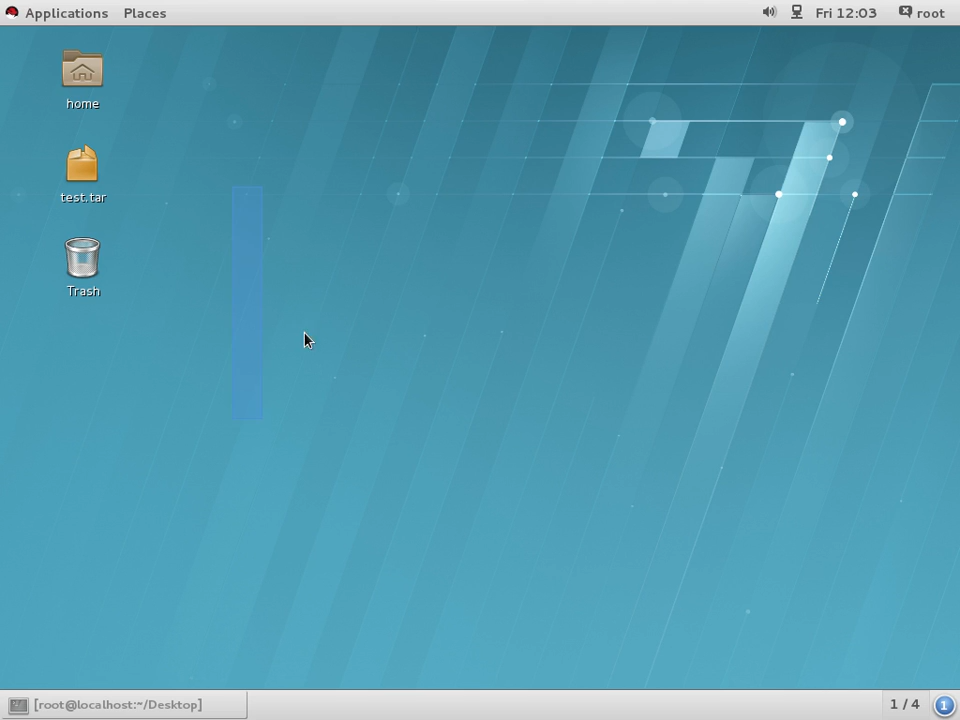 Applications Places Fri 12:03 root
home
test.tar
Trash
[root@localhost:~/Desktop] 1 / 4 1